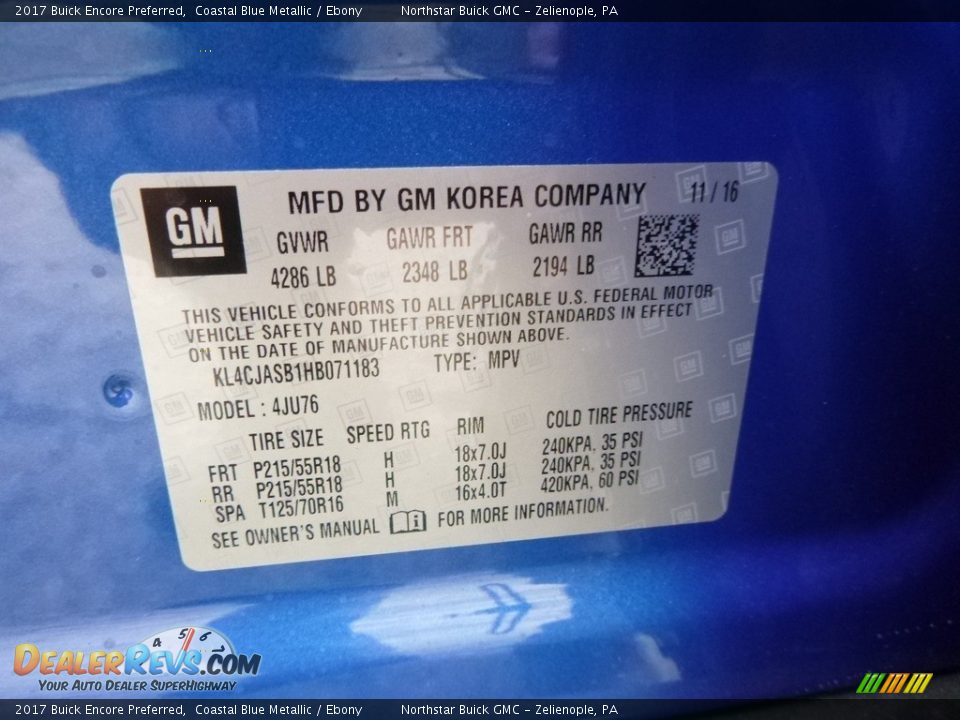 2017 Buick Encore Preferred, Coastal Blue Metallic / Ebony Northstar Buick GMC - Zelienople, PA
GM MFD BY GM KOREA COMPANY 11 / 16
GVWR GAWR FRT GAWR RR
4286 LB 2348 LB 2194 LB
THIS VEHICLE CONFORMS TO ALL APPLICABLE U.S. FEDERAL MOTOR
VEHICLE SAFETY AND THEFT PREVENTION STANDARDS IN EFFECT
ON THE DATE OF MANUFACTURE SHOWN ABOVE.
KL4CJASB1HB071183 TYPE: MPV
MODEL : 4JU76
TIRE SIZE SPEED RTG RIM COLD TIRE PRESSURE
FRT P215/55R18 H 18x7.0J 240KPA, 35 PSI
RR P215/55R18 H 18x7.0J 240KPA, 35 PSI
SPA T125/70R16 M 16x4.0T 420KPA, 60 PSI
SEE OWNER'S MANUAL FOR MORE INFORMATION.
4 5 6
DealerRevs.com
Your Auto Dealer SuperHighway
2017 Buick Encore Preferred, Coastal Blue Metallic / Ebony Northstar Buick GMC - Zelienople, PA